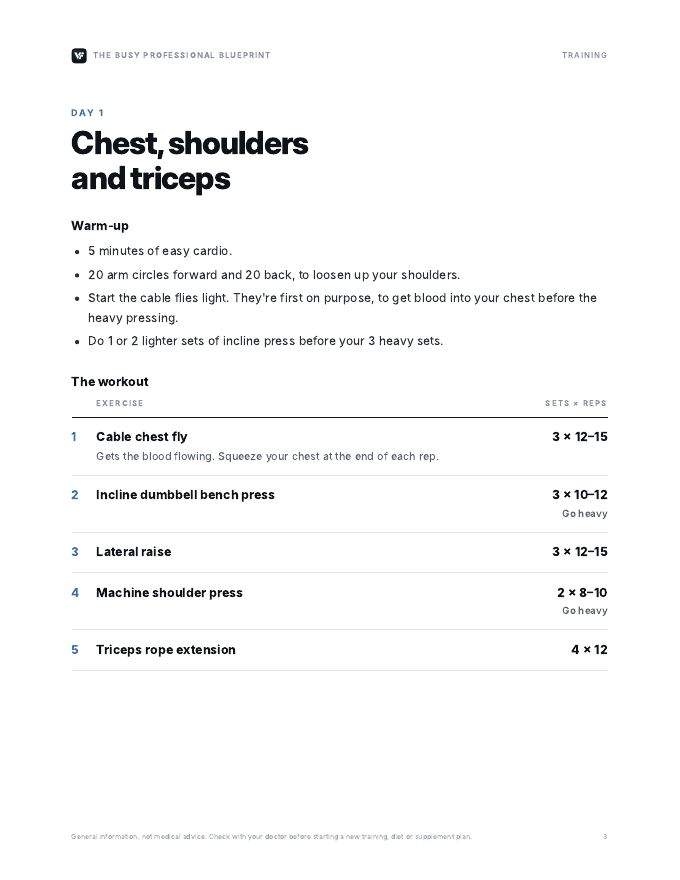 THE BUSY PROFESSIONAL BLUEPRINT
TRAINING
DAY 1
Chest, shoulders
and triceps
Warm-up
• 5 minutes of easy cardio.
• 20 arm circles forward and 20 back, to loosen up your shoulders.
• Start the cable flies light. They're first on purpose, to get blood into your chest before the
heavy pressing.
• Do 1 or 2 lighter sets of incline press before your 3 heavy sets.
The workout
EXERCISE SETS × REPS
1 Cable chest fly 3 × 12–15
Gets the blood flowing. Squeeze your chest at the end of each rep.
2 Incline dumbbell bench press 3 × 10–12
Go heavy
3 Lateral raise 3 × 12–15
4 Machine shoulder press 2 × 8–10
Go heavy
5 Triceps rope extension 4 × 12
General information, not medical advice. Check with your doctor before starting a new training, diet or supplement plan.
3